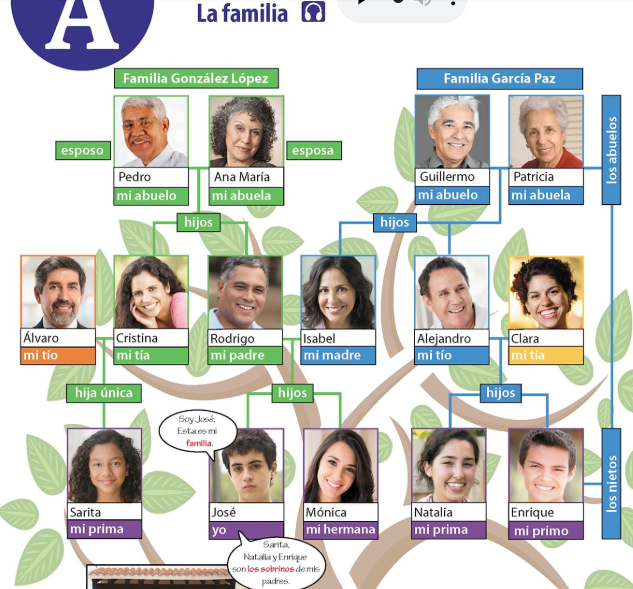 A
La familia
Familia González López
Familia García Paz
esposo
esposa
los abuelos
Pedro
Ana María
Guillermo
Patricia
mi abuelo
mi abuela
mi abuelo
mi abuela
hijos
hijos
Álvaro
Cristina
Rodrigo
Isabel
Alejandro
Clara
mi tío
mi tía
mi padre
mi madre
mi tío
mi tía
hija única
hijos
hijos
Soy José.
Esta es mi
familia.
los nietos
Sarita
José
Mónica
Natalia
Enrique
mi prima
yo
mi hermana
mi prima
mi primo
Sarita,
Natalia y Enrique
son los sobrinos de mis
padres.